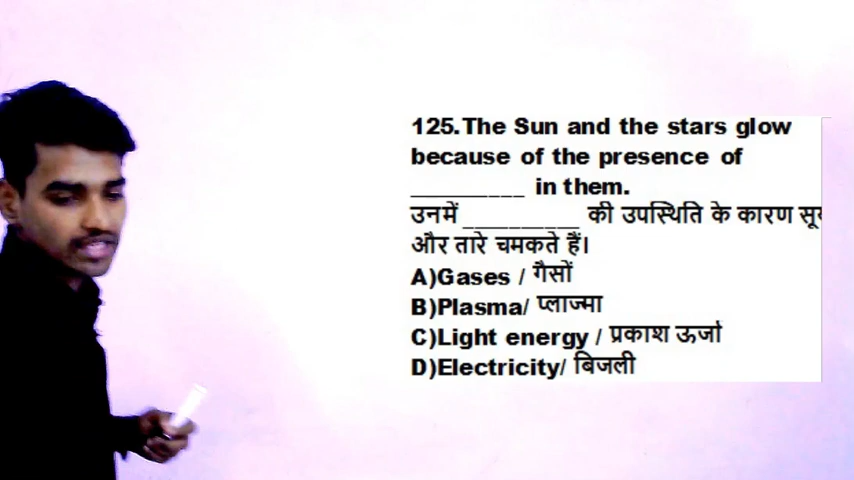 125.The Sun and the stars glow
because of the presence of
__________ in them.
उनमें __________ की उपस्थिति के कारण
और तारे चमकते हैं।
A)Gases / गैसों
B)Plasma/ प्लाज्मा
C)Light energy / प्रकाश ऊर्जा
D)Electricity/ बिजली